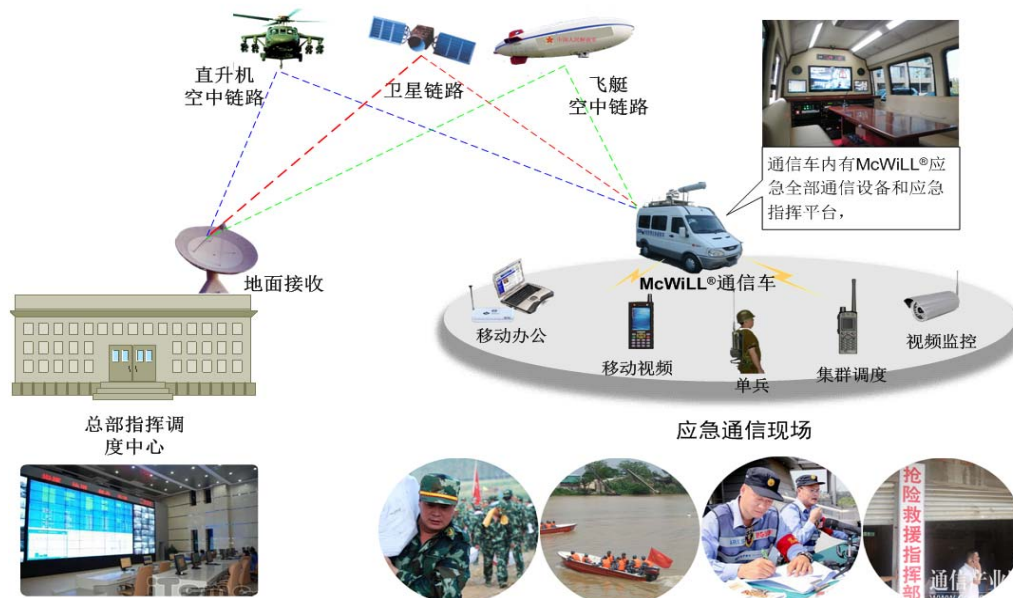 直升机
空中链路
卫星链路
飞艇
空中链路
通信车内有McWiLL®应
急全部通信设备和应急
指挥平台，
地面接收
McWiLL®通信车
移动办公
移动视频
单兵
集群调度
视频监控
总部指挥调
度中心
应急通信现场
抢险救援指挥部
通信产业